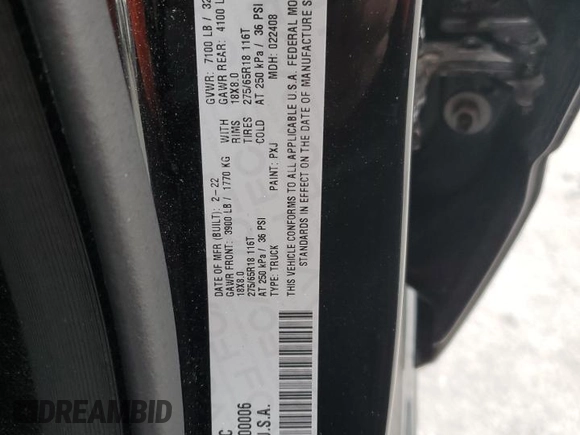 DATE OF MFR (BUILT): 2-22 GVWR: 7100 LB / 32
GAWR FRONT: 3900 LB / 1770 KG WITH GAWR REAR: 4100 L
18X8.0 RIMS 18X8.0
275/65R18 116T TIRES 275/65R18 116T
AT 250 kPa / 36 PSI COLD AT 250 kPa / 36 PSI
TYPE: TRUCK PAINT: PXJ MDH: 022408
THIS VEHICLE CONFORMS TO ALL APPLICABLE U.S.A. FEDERAL MO
STANDARDS IN EFFECT ON THE DATE OF MANUFACTURE S
C
00006
U.S.A.
DREAMBID